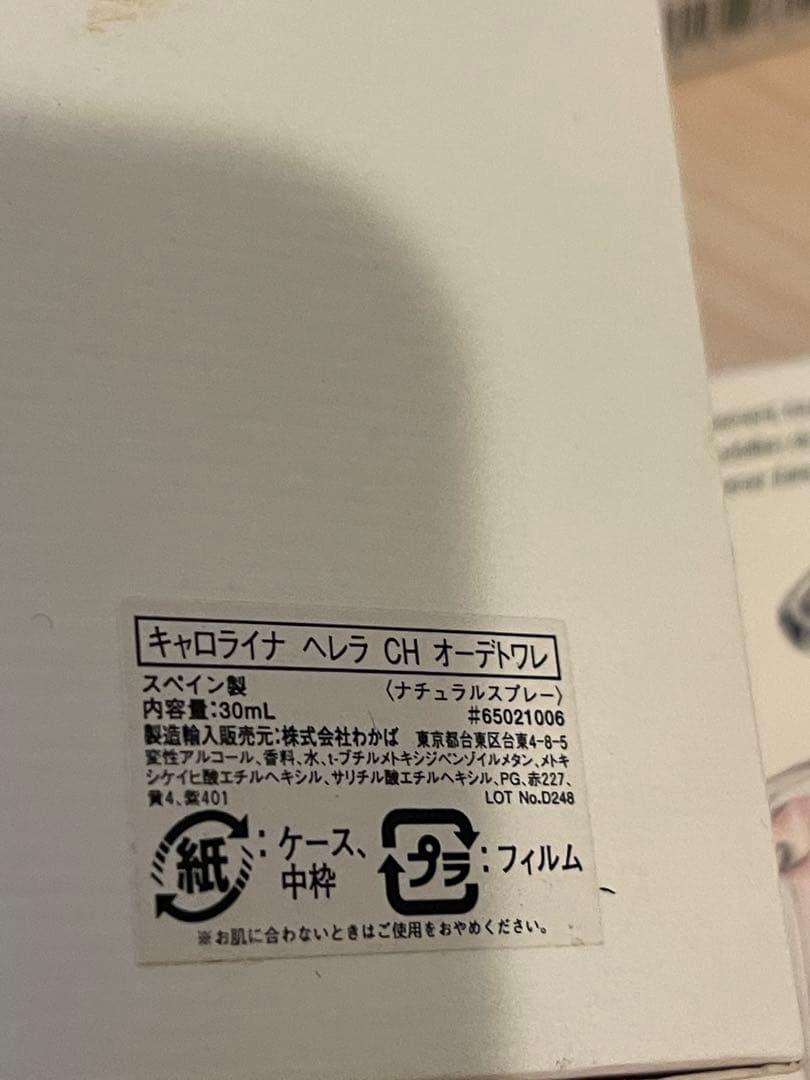 キャロライナ ヘレラ CH オーデトワレ
スペイン製 〈ナチュラルスプレー〉
内容量:30mL #65021006
製造輸入販売元:株式会社わかば 東京都台東区台東4-8-5
変性アルコール、香料、水、t-ブチルメトキシジベンゾイルメタン、メトキ
シケイヒ酸エチルヘキシル、サリチル酸エチルヘキシル、PG、赤227、
黄4、紫401 LOT No.D248
紙:ケース、 プラ:フィルム
中枠
※お肌に合わないときはご使用をおやめください。